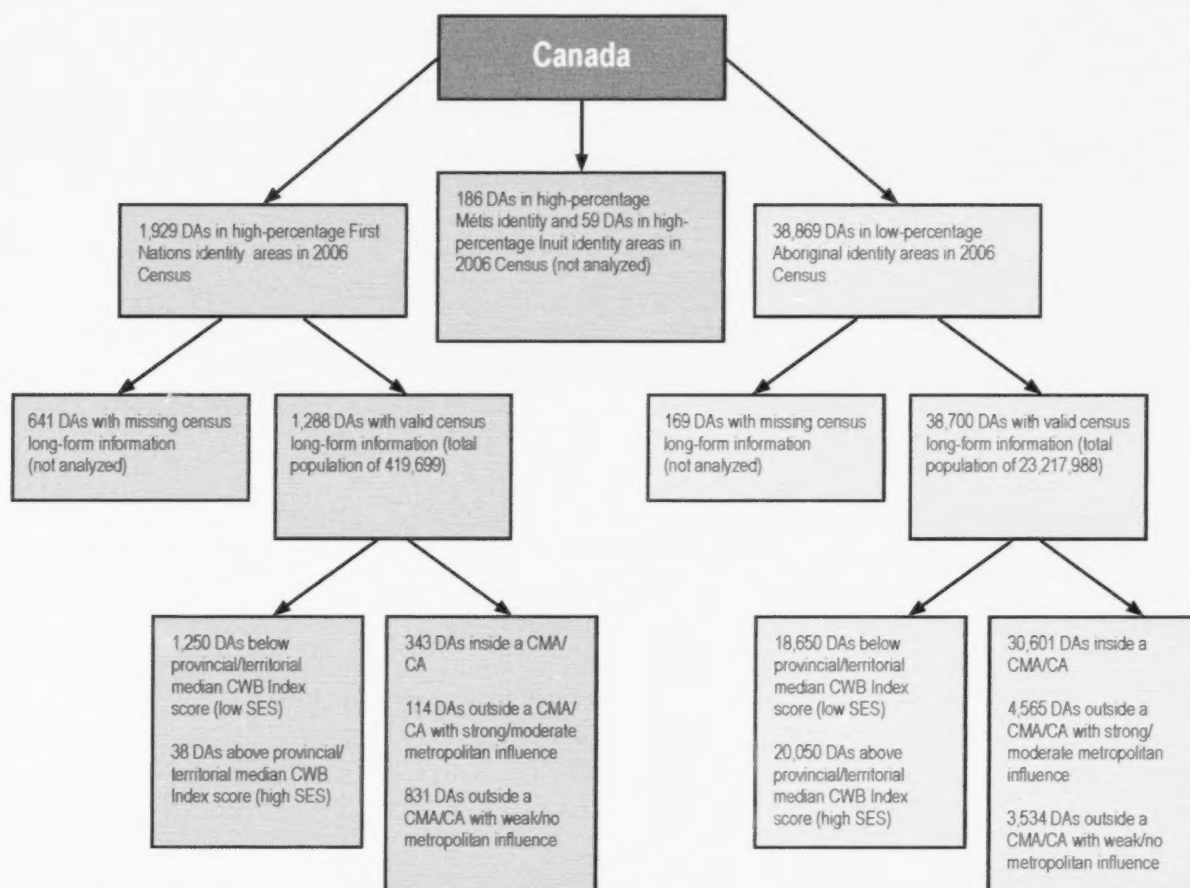 Canada
186 DAs in high-percentage
Métis identity and 59 DAs in high-
percentage Inuit identity areas in
2006 Census (not analyzed)
1,929 DAs in high-percentage First
Nations identity areas in 2006
Census
38,869 DAs in low-percentage
Aboriginal identity areas in 2006
Census
641 DAs with missing census
long-form information
(not analyzed)
1,288 DAs with valid census
long-form information (total
population of 419,699)
169 DAs with missing census
long-form information
(not analyzed)
38,700 DAs with valid census
long-form information (total
population of 23,217,988)
1,250 DAs below
provincial/territorial
median CWB Index
score (low SES)
38 DAs above provincial/
territorial median CWB
Index score (high SES)
343 DAs inside a CMA/
CA
114 DAs outside a CMA/
CA with strong/moderate
metropolitan influence
831 DAs outside a
CMA/CA with weak/no
metropolitan influence
18,650 DAs below
provincial/territorial
median CWB Index
score (low SES)
20,050 DAs above
provincial/territorial
median CWB Index
score (high SES)
30,601 DAs inside a
CMA/CA
4,565 DAs outside a
CMA/CA with strong/
moderate metropolitan
influence
3,534 DAs outside a
CMA/CA with weak/no
metropolitan influence